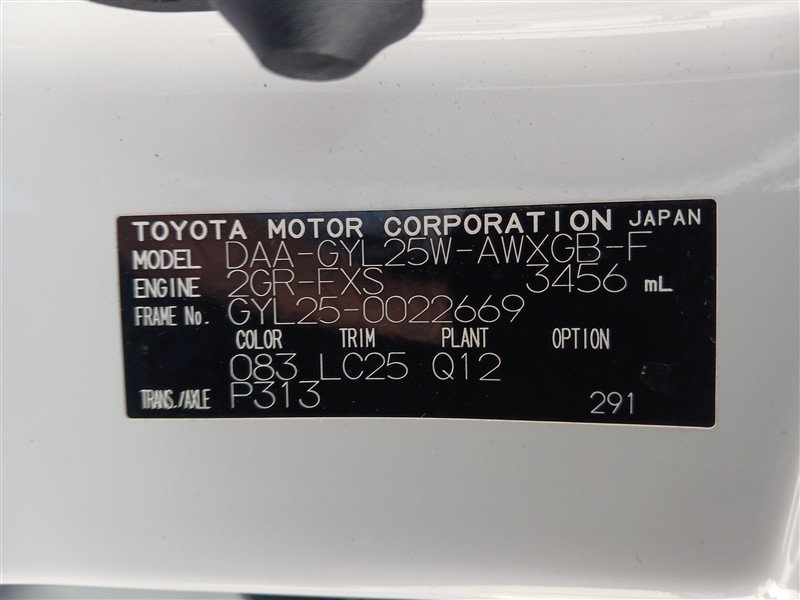 TOYOTA MOTOR CORPORATION JAPAN
MODEL DAA-GYL25W-AWXGB-F
ENGINE 2GR-FXS 3456 mL
FRAME No. GYL25-0022669
COLOR TRIM PLANT OPTION
083 LC25 Q12
TRANS./AXLE P313 291